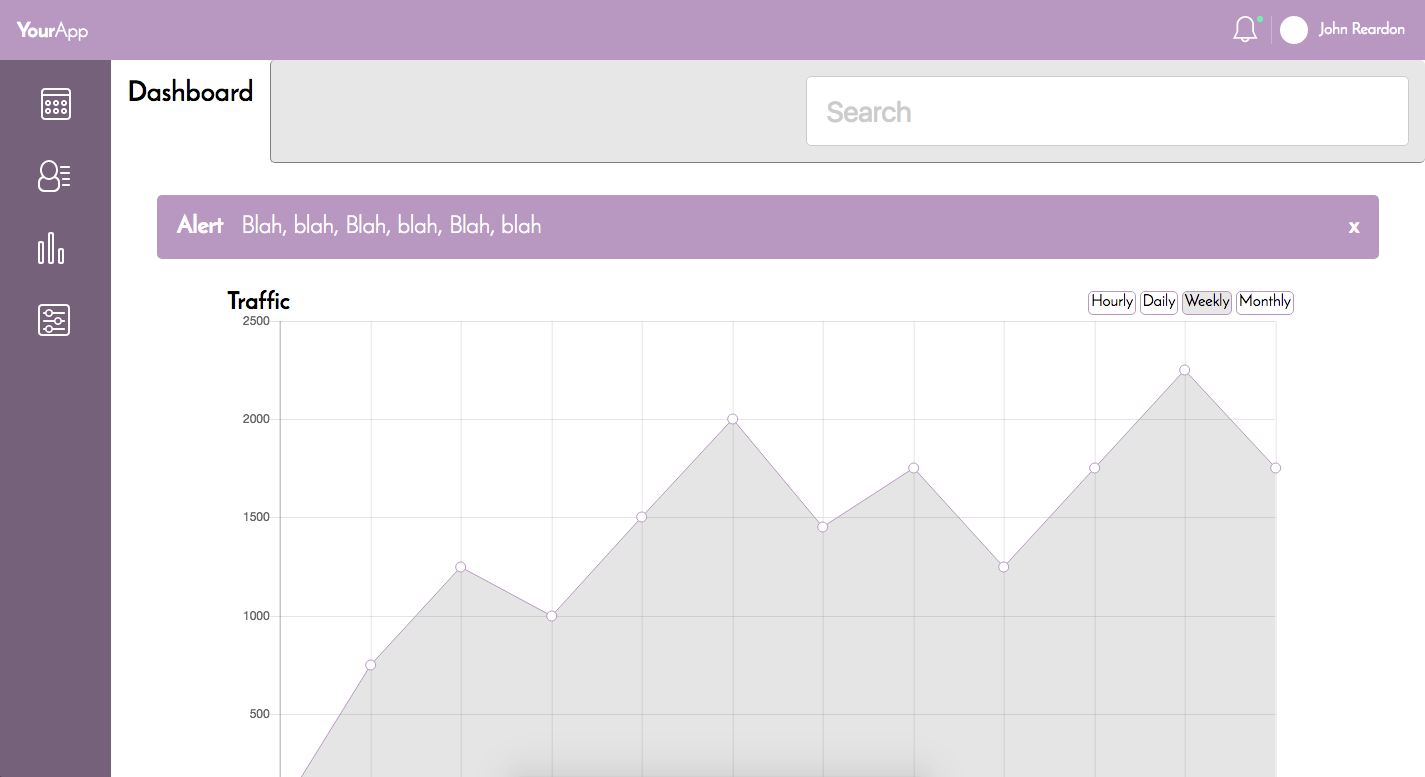 YourApp
John Reardon
Dashboard
Search
Alert Blah, blah, Blah, blah, Blah, blah x
Traffic
Hourly Daily Weekly Monthly
2500
2000
1500
1000
500